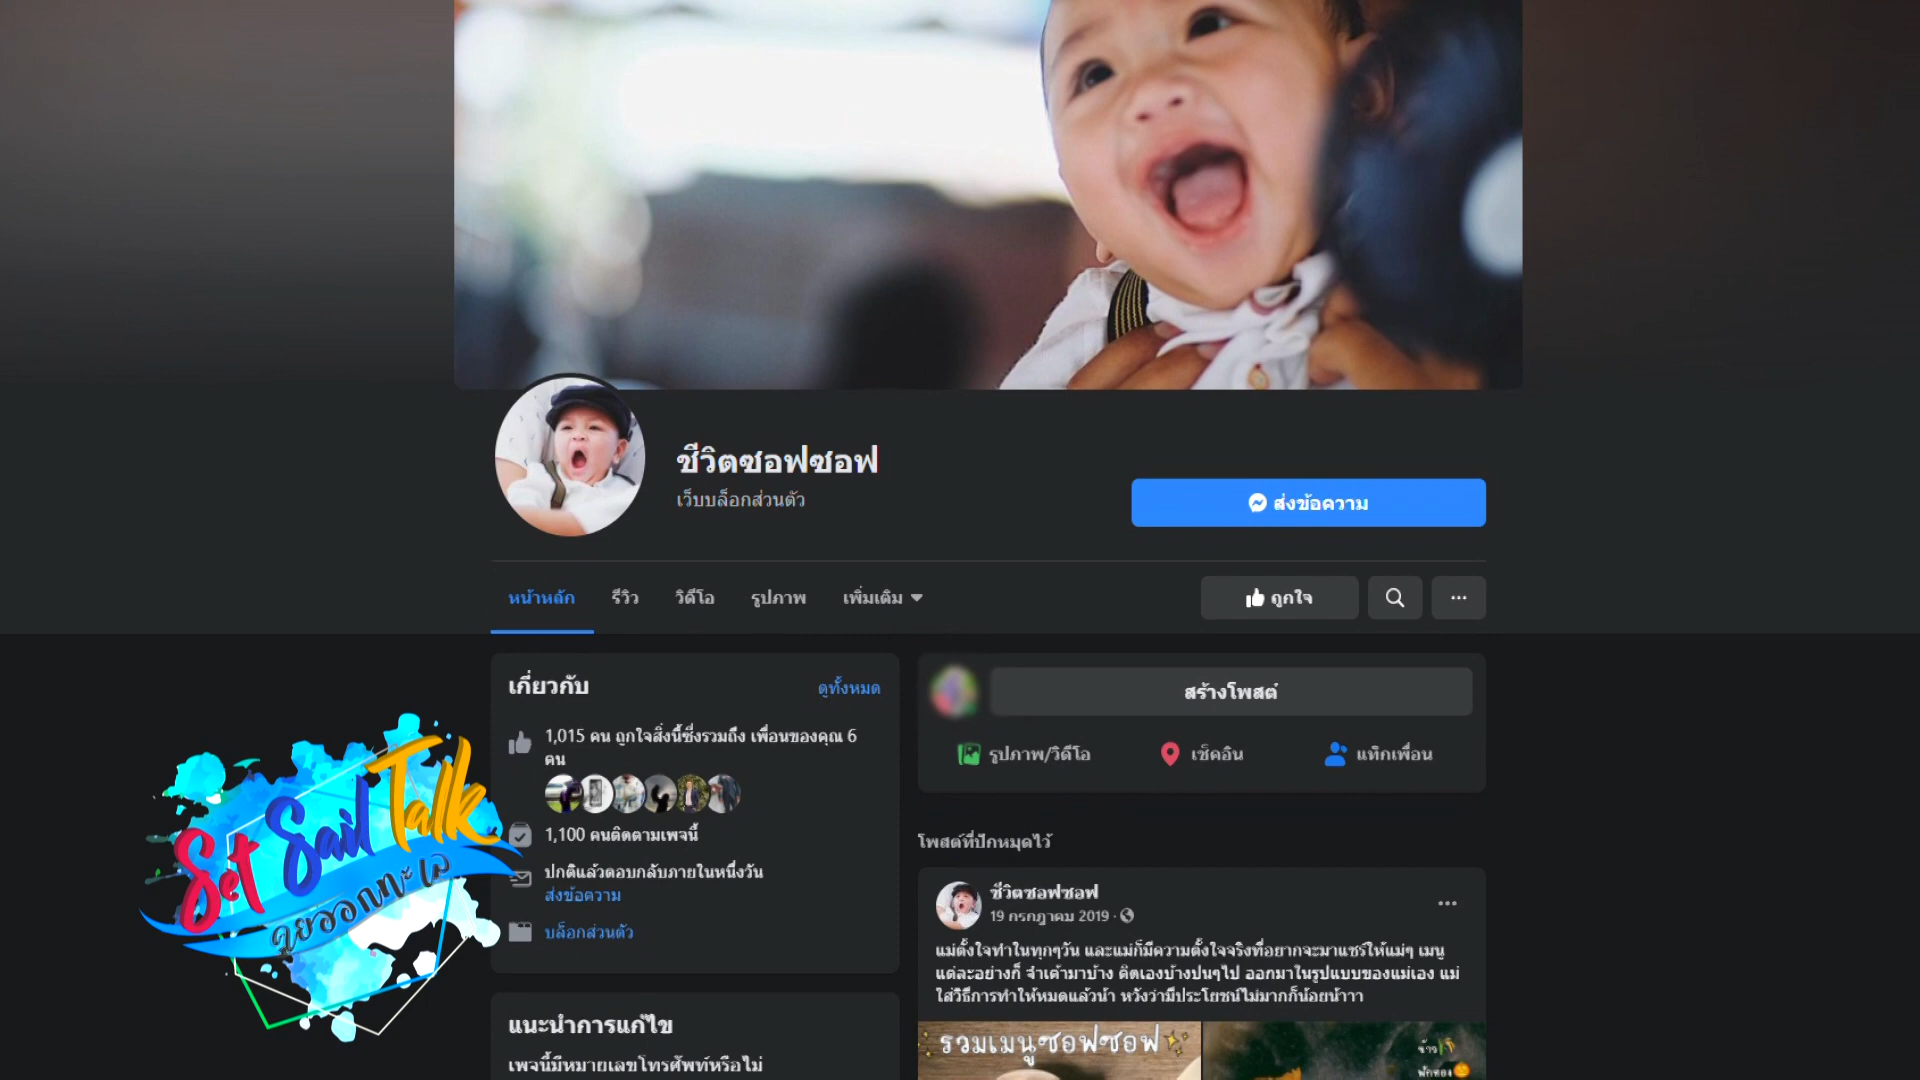 ชีวิตซอฟซอฟ
เว็บบล็อกส่วนตัว
ส่งข้อความ
หน้าหลัก
รีวิว
วิดีโอ
รูปภาพ
เพิ่มเติม
ถูกใจ
เกี่ยวกับ
ดูทั้งหมด
1,015 คน ถูกใจสิ่งนี้ซึ่งรวมถึง เพื่อนของคุณ 6
คน
1,100 คนติดตามเพจนี้
ปกติแล้วตอบกลับภายในหนึ่งวัน
ส่งข้อความ
บล็อกส่วนตัว
แนะนำการแก้ไข
เพจนี้มีหมายเลขโทรศัพท์หรือไม่
Set Sail Talk
คุยออกทะเล
สร้างโพสต์
รูปภาพ/วิดีโอ
เช็คอิน
แท็กเพื่อน
โพสต์ที่ปักหมุดไว้
ชีวิตซอฟซอฟ
19 กรกฎาคม 2019 ·
แม่ตั้งใจทำในทุกๆวัน และแม่ก็มีความตั้งใจจริงที่อยากจะมาแชร์ให้แม่ๆ เมนู
แต่ละอย่างก็ จำเค้ามาบ้าง คิดเองบ้างปนๆไป ออกมาในรูปแบบของแม่เอง แม่
ใส่วิธีการทำให้หมดแล้วน้า หวังว่ามีประโยชน์ไม่มากก็น้อยน้าาา
รวมเมนูซอฟซอฟ
ข้าว
ฟักทอง